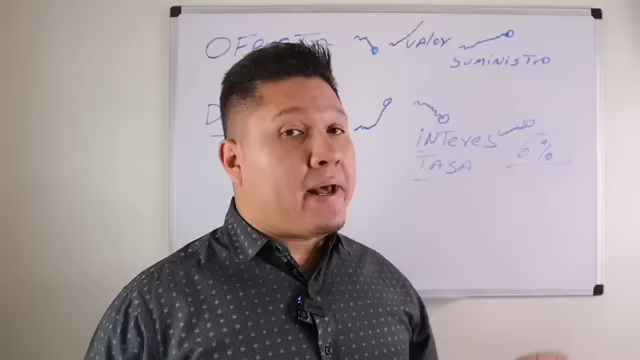 OFERTA VALOR
SUMINISTRO
INTERES 6%
TASA